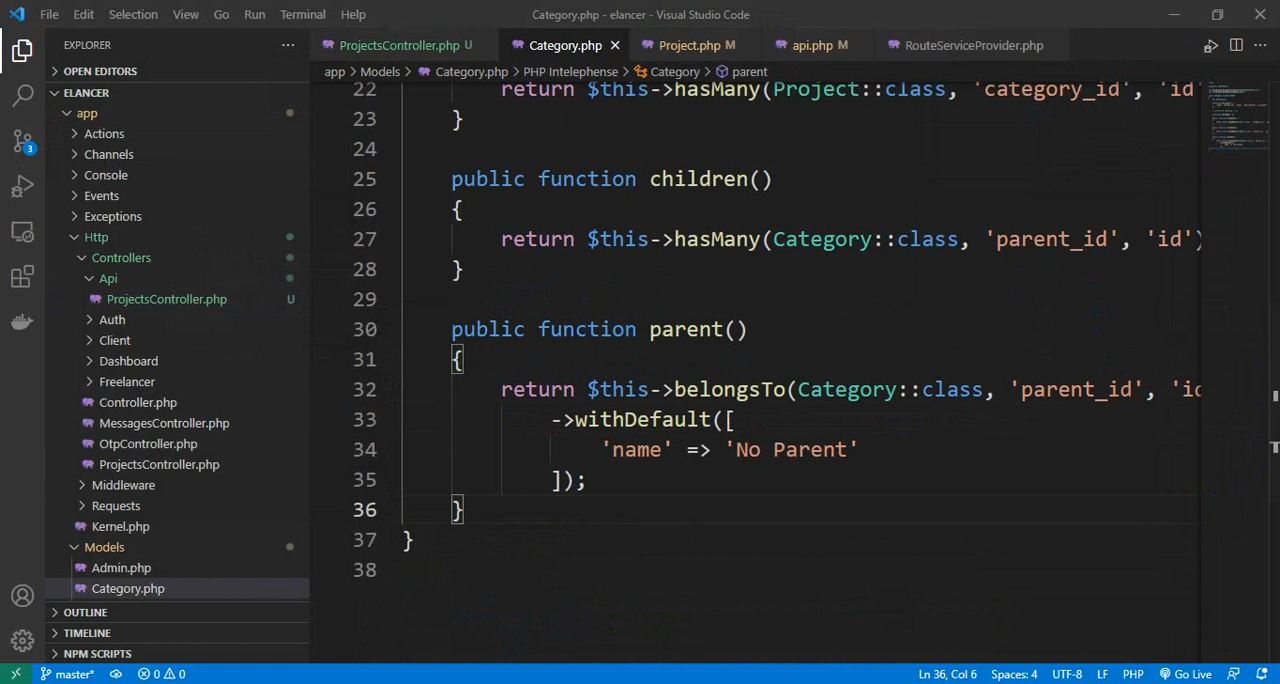 File Edit Selection View Go Run Terminal Help Category.php - elancer - Visual Studio Code
EXPLORER
ProjectsController.php U
Category.php
Project.php M
api.php M
RouteServiceProvider.php
OPEN EDITORS
app > Models > Category.php > PHP Intelephense > Category > parent
ELANCER
app
Actions
Channels
Console
Events
Exceptions
Http
Controllers
Api
ProjectsController.php U
Auth
Client
Dashboard
Freelancer
Controller.php
MessagesController.php
OtpController.php
ProjectsController.php
Middleware
Requests
Kernel.php
Models
Admin.php
Category.php
OUTLINE
TIMELINE
NPM SCRIPTS
3
22 return $this->hasMany(Project::class, 'category_id', 'id'
23 }
24
25 public function children()
26 {
27 return $this->hasMany(Category::class, 'parent_id', 'id')
28 }
29
30 public function parent()
31 {
32 return $this->belongsTo(Category::class, 'parent_id', 'id
33 ->withDefault([
34 'name' => 'No Parent'
35 ]);
36 }
37 }
38
master* 0 0 Ln 36, Col 6 Spaces: 4 UTF-8 LF PHP Go Live